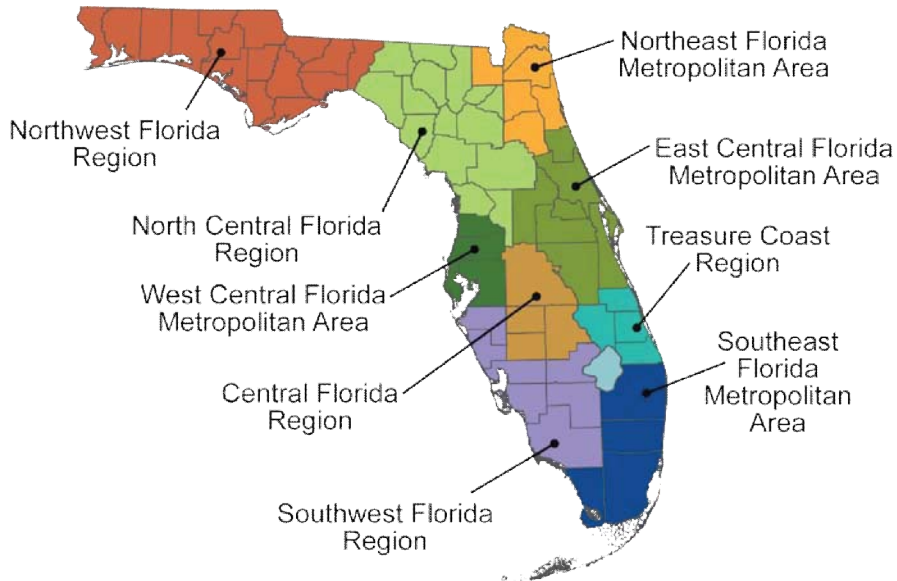 Northeast Florida
Metropolitan Area
Northwest Florida
Region
East Central Florida
Metropolitan Area
North Central Florida
Region
Treasure Coast
Region
West Central Florida
Metropolitan Area
Southeast
Florida
Metropolitan
Area
Central Florida
Region
Southwest Florida
Region